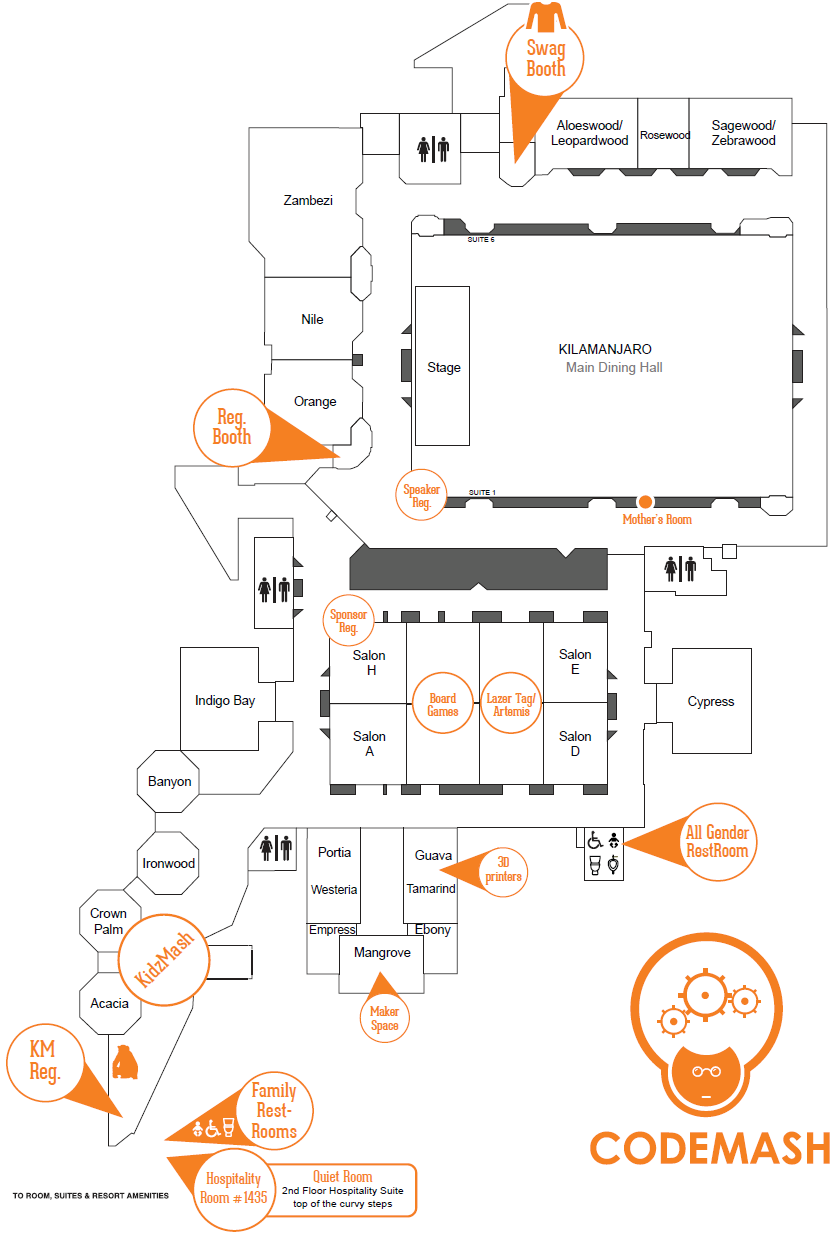 Swag
Booth
Aloeswood/
Leopardwood
Rosewood
Sagewood/
Zebrawood
Zambezi
SUITE 6
Nile
Stage
KILAMANJARO
Main Dining Hall
Orange
Reg.
Booth
Speaker
Reg.
SUITE 1
Mother's Room
Sponsor
Reg.
Salon
H
Board
Games
Lazer Tag/
Artemis
Salon
E
Indigo Bay
Cypress
Salon
A
Salon
D
Banyon
Ironwood
Portia
Westeria
Empress
Guava
Tamarind
Ebony
3D
printers
All Gender
RestRoom
Crown
Palm
KidzMash
Mangrove
Acacia
Maker
Space
KM
Reg.
Family
Rest-
Rooms
CODEMASH
Hospitality
Room #1435
Quiet Room
2nd Floor Hospitality Suite
top of the curvy steps
TO ROOM, SUITES & RESORT AMENITIES